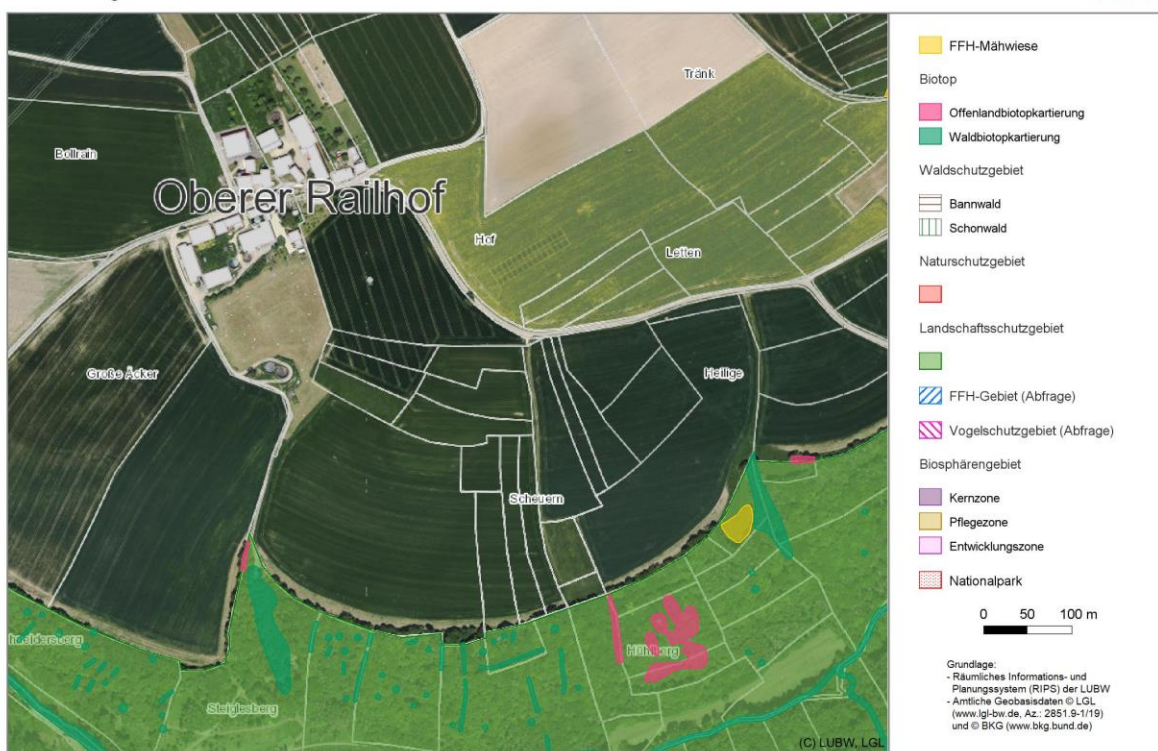 Tränk
Bollrain
Oberer Railhof
Hof
Letten
Große Äcker
Heilige
Scheuern
Hühlberg
Steiglesberg
(C) LUBW, LGL
FFH-Mähwiese
Biotop
Offenlandbiotopkartierung
Waldbiotopkartierung
Waldschutzgebiet
Bannwald
Schonwald
Naturschutzgebiet
Landschaftsschutzgebiet
FFH-Gebiet (Abfrage)
Vogelschutzgebiet (Abfrage)
Biosphärengebiet
Kernzone
Pflegezone
Entwicklungszone
Nationalpark
0 50 100 m
Grundlage:
- Räumliches Informations- und
Planungssystem (RIPS) der LUBW
- Amtliche Geobasisdaten © LGL
(www.lgl-bw.de, Az.: 2851.9-1/19)
und © BKG (www.bkg.bund.de)